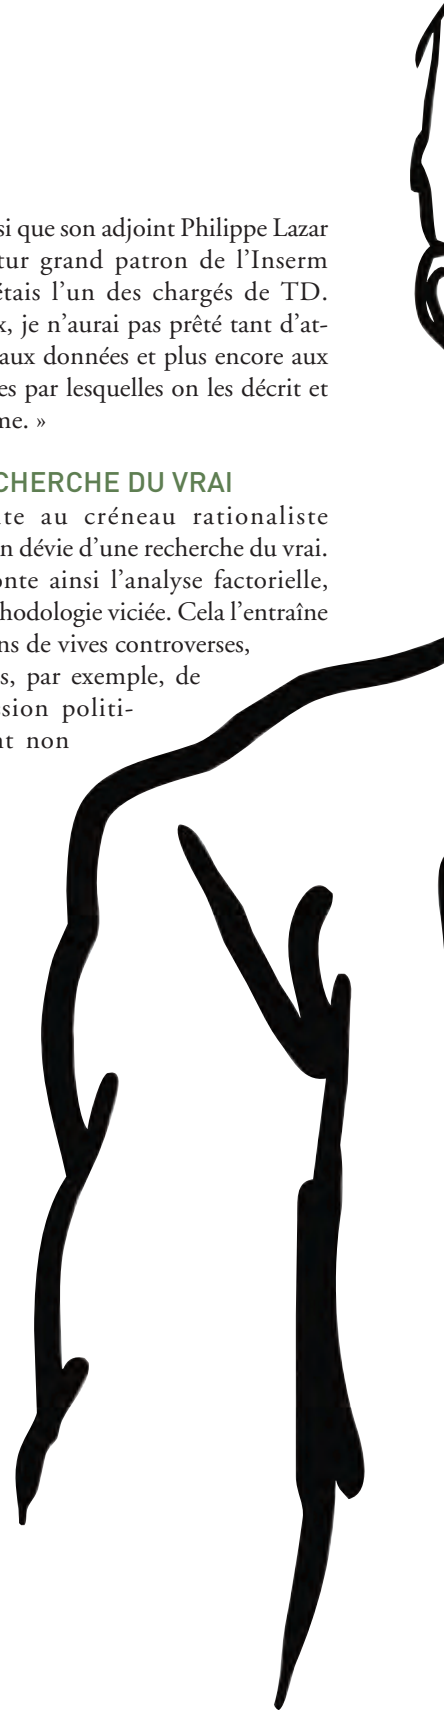 si que son adjoint Philippe Lazar
tur grand patron de l’Inserm
étais l’un des chargés de TD.
x, je n’aurai pas prêté tant d’at-
aux données et plus encore aux
es par lesquelles on les décrit et
me. »
CHERCHE DU VRAI
te au créneau rationaliste
n dévie d’une recherche du vrai.
onte ainsi l’analyse factorielle,
hodologie viciée. Cela l’entraîne
ns de vives controverses,
s, par exemple, de
ssion politi-
nt non